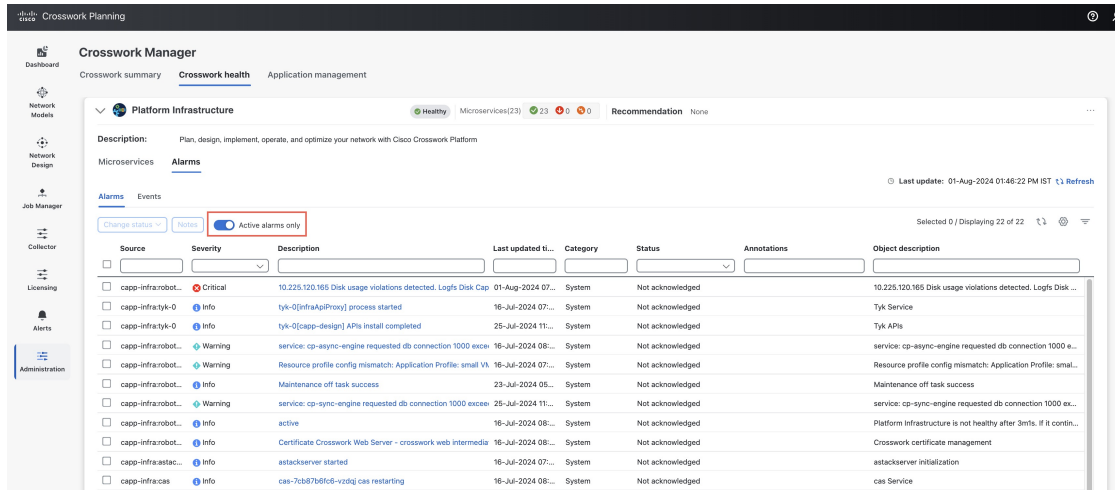 CISCO Crosswork Planning
Dashboard
Network Models
Network Design
Job Manager
Collector
Licensing
Alerts
Administration
Crosswork Manager
Crosswork summary Crosswork health Application management
Platform Infrastructure Healthy Microservices(23) 23 0 0 Recommendation None ...
Description: Plan, design, implement, operate, and optimize your network with Cisco Crosswork Platform
Microservices Alarms
Last update: 01-Aug-2024 01:46:22 PM IST Refresh
Alarms Events
Change status Notes Active alarms only Selected 0 / Displaying 22 of 22
Source Severity Description Last updated ti... Category Status Annotations Object description
capp-infra:robot... Critical 10.225.120.165 Disk usage violations detected. Logfs Disk Cap 01-Aug-2024 07... System Not acknowledged 10.225.120.165 Disk usage violations detected. Logfs Disk ...
capp-infra:tyk-0 Info tyk-0[infraApiProxy] process started 16-Jul-2024 07:... System Not acknowledged Tyk Service
capp-infra:tyk-0 Info tyk-0[capp-design] APIs install completed 25-Jul-2024 11:... System Not acknowledged Tyk APIs
capp-infra:robot... Warning service: cp-async-engine requested db connection 1000 excee 16-Jul-2024 08:... System Not acknowledged service: cp-async-engine requested db connection 1000 e...
capp-infra:robot... Warning Resource profile config mismatch: Application Profile: small VM 16-Jul-2024 07:... System Not acknowledged Resource profile config mismatch: Application Profile: smal...
capp-infra:robot... Info Maintenance off task success 23-Jul-2024 05... System Not acknowledged Maintenance off task success
capp-infra:robot... Warning service: cp-sync-engine requested db connection 1000 excee 25-Jul-2024 11:... System Not acknowledged service: cp-sync-engine requested db connection 1000 ex...
capp-infra:robot... Info active 16-Jul-2024 08:... System Not acknowledged Platform Infrastructure is not healthy after 3m1s. If it contin...
capp-infra:robot... Info Certificate Crosswork Web Server - crosswork web intermedia 16-Jul-2024 08:... System Not acknowledged Crosswork certificate management
capp-infra:astac... Info astackserver started 16-Jul-2024 07:... System Not acknowledged astackserver initialization
capp-infra:cas Info cas-7cb87b6fc6-vzdqj cas restarting 16-Jul-2024 08:... System Not acknowledged cas Service